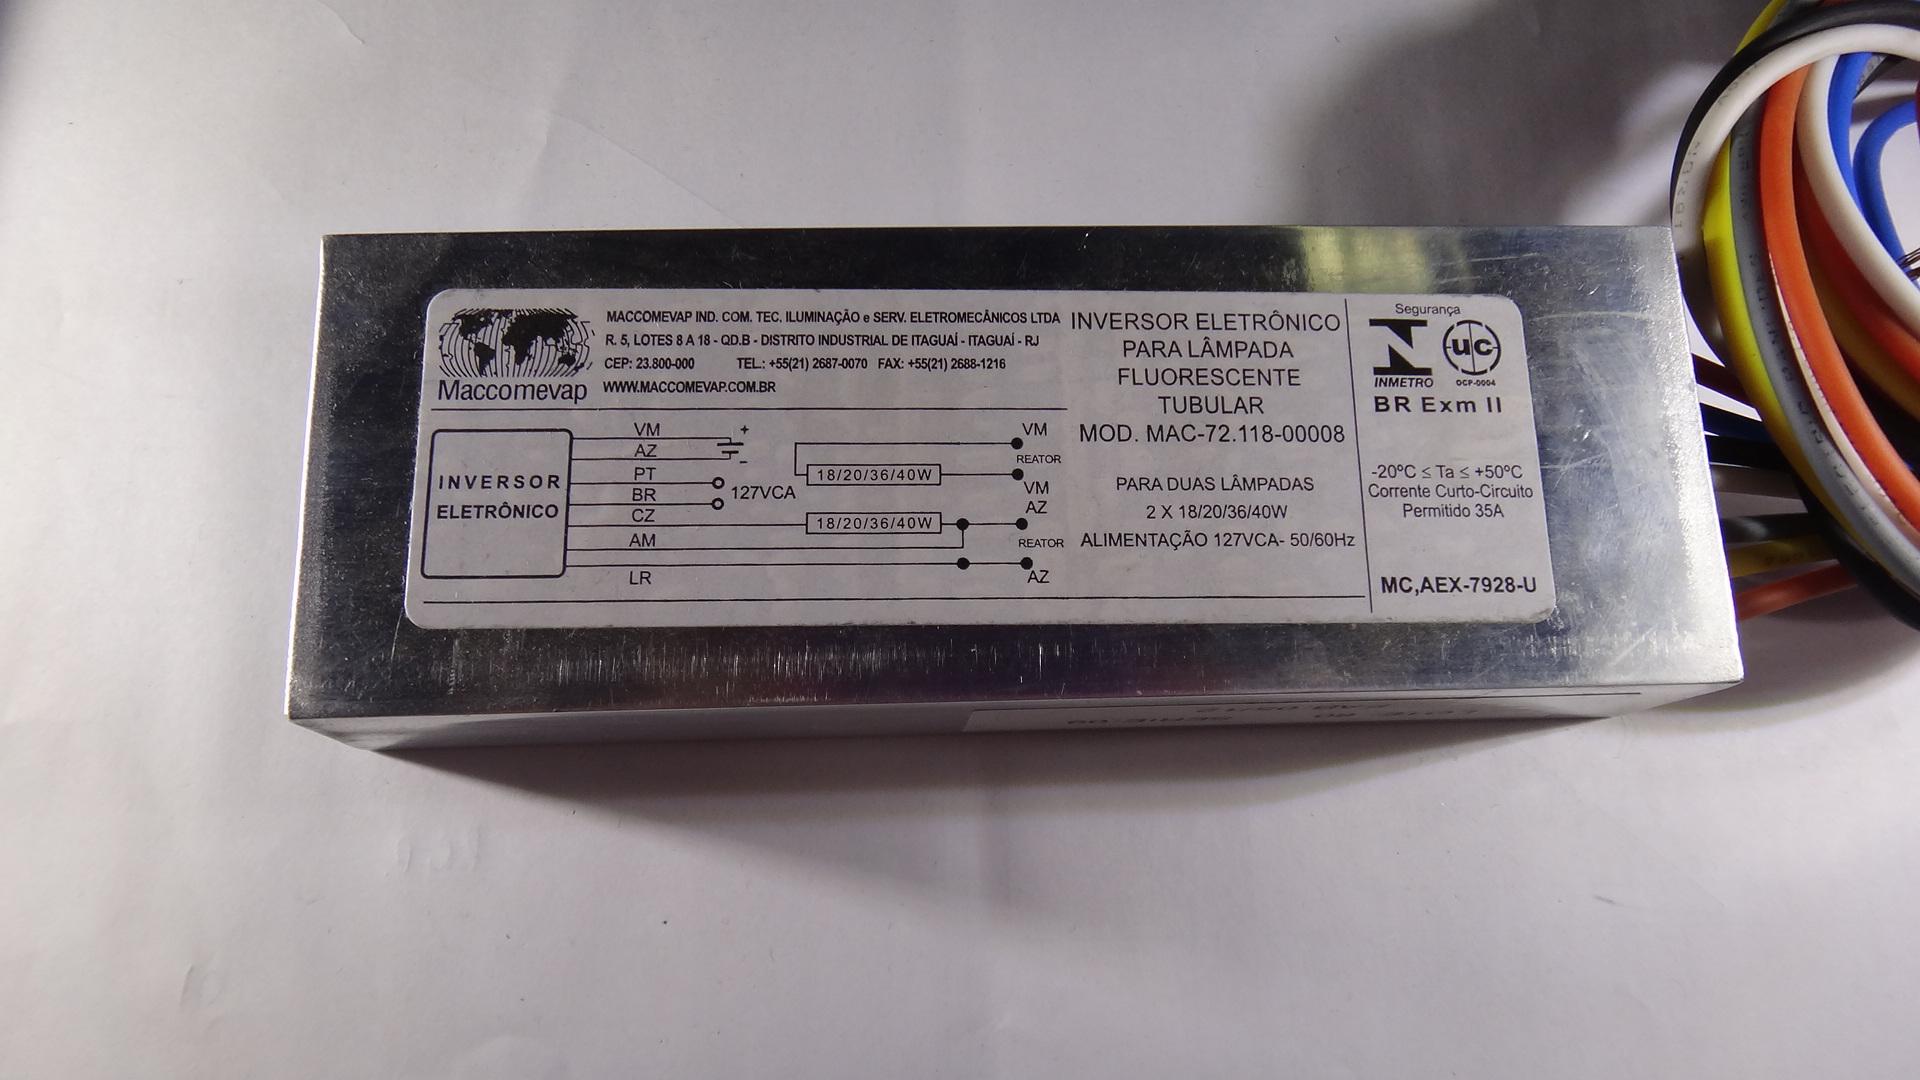 Maccomevap
MACCOMEVAP IND. COM. TEC. ILUMINAÇÃO e SERV. ELETROMECÂNICOS LTDA
R. 5, LOTES 8 A 18 - QD.B - DISTRITO INDUSTRIAL DE ITAGUAÍ - ITAGUAÍ - RJ
CEP: 23.800-000 TEL.: +55(21) 2687-0070 FAX: +55(21) 2688-1216
WWW.MACCOMEVAP.COM.BR
INVERSOR
ELETRÔNICO
VM
AZ
PT
BR
CZ
AM
LR
+
-
127VCA
18/20/36/40W
18/20/36/40W
VM
REATOR
VM
AZ
REATOR
AZ
INVERSOR ELETRÔNICO
PARA LÂMPADA
FLUORESCENTE
TUBULAR
MOD. MAC-72.118-00008
PARA DUAS LÂMPADAS
2 X 18/20/36/40W
ALIMENTAÇÃO 127VCA- 50/60Hz
Segurança
INMETRO
UC
OCP-0004
BR Exm II
-20ºC ≤ Ta ≤ +50ºC
Corrente Curto-Circuito
Permitido 35A
MC,AEX-7928-U